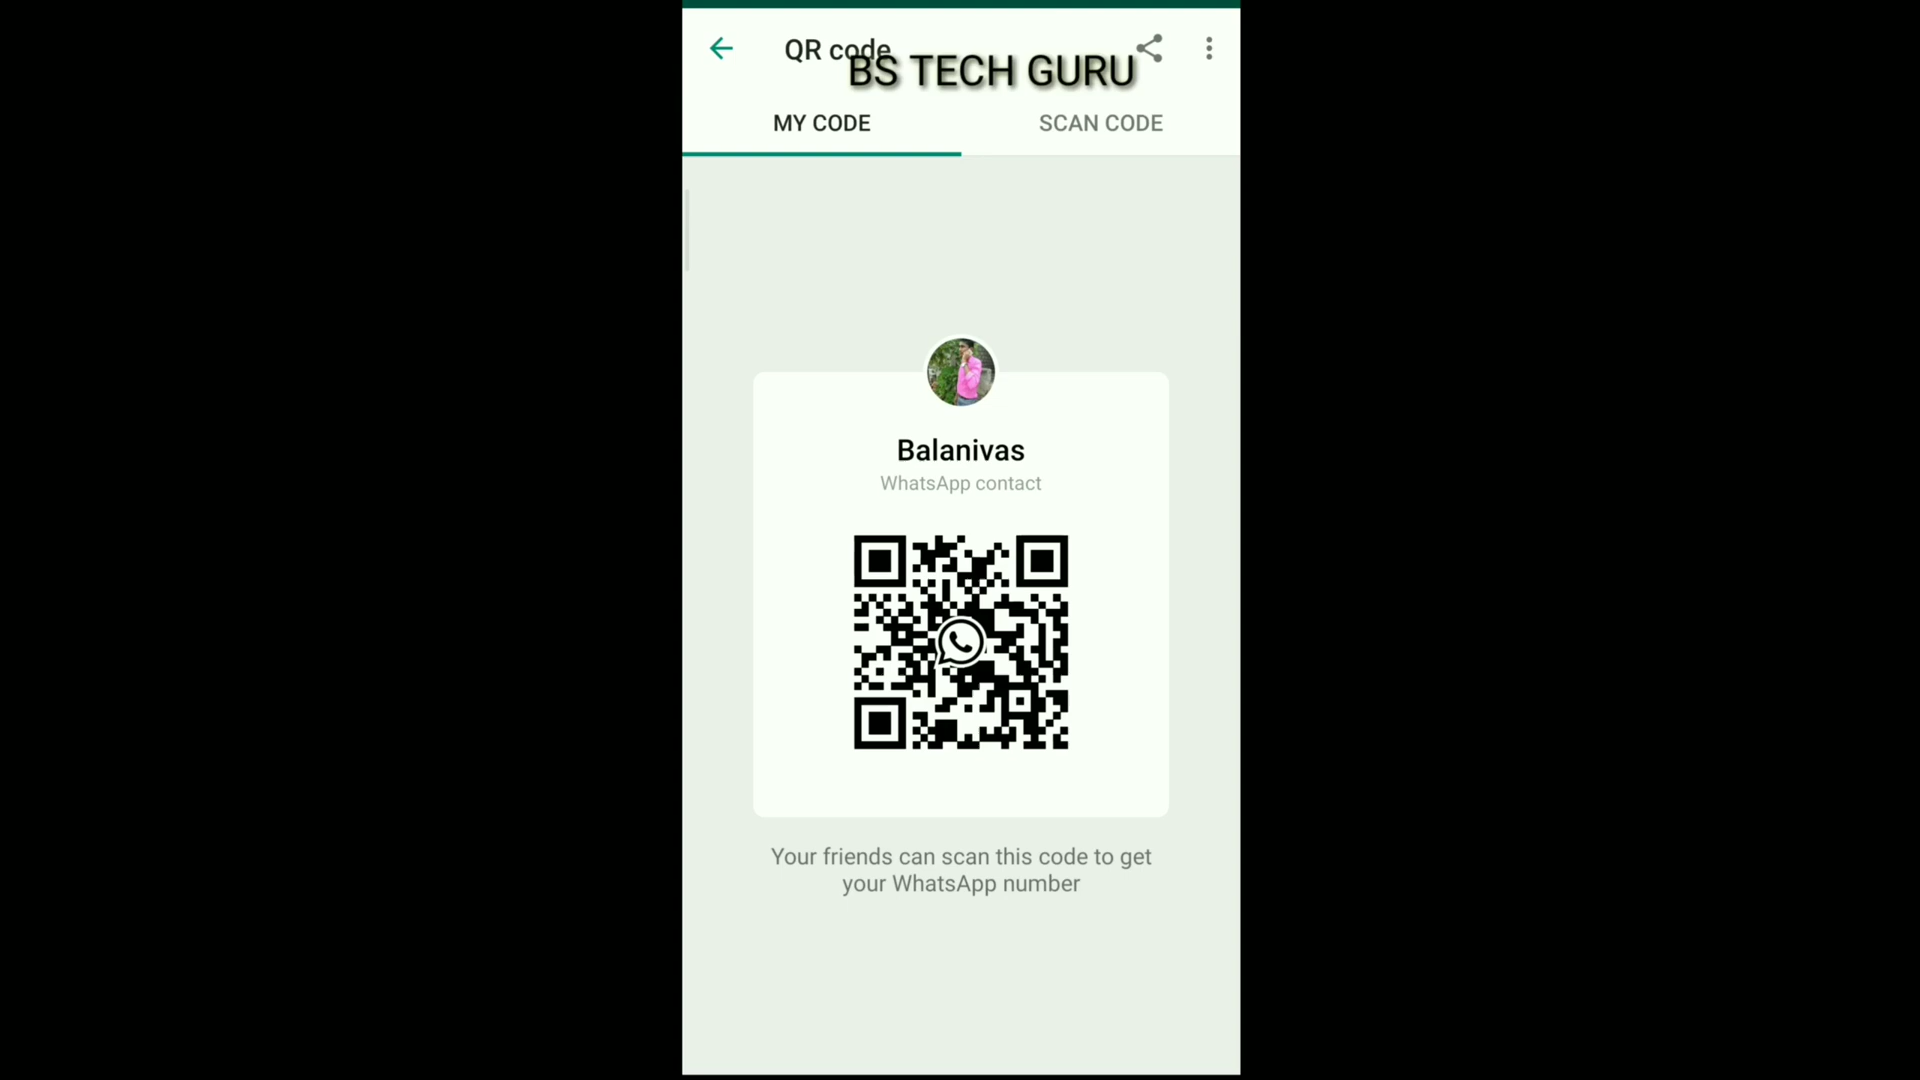 QR code
BS TECH GURU
MY CODE
SCAN CODE
Balanivas
WhatsApp contact
Your friends can scan this code to get
your WhatsApp number